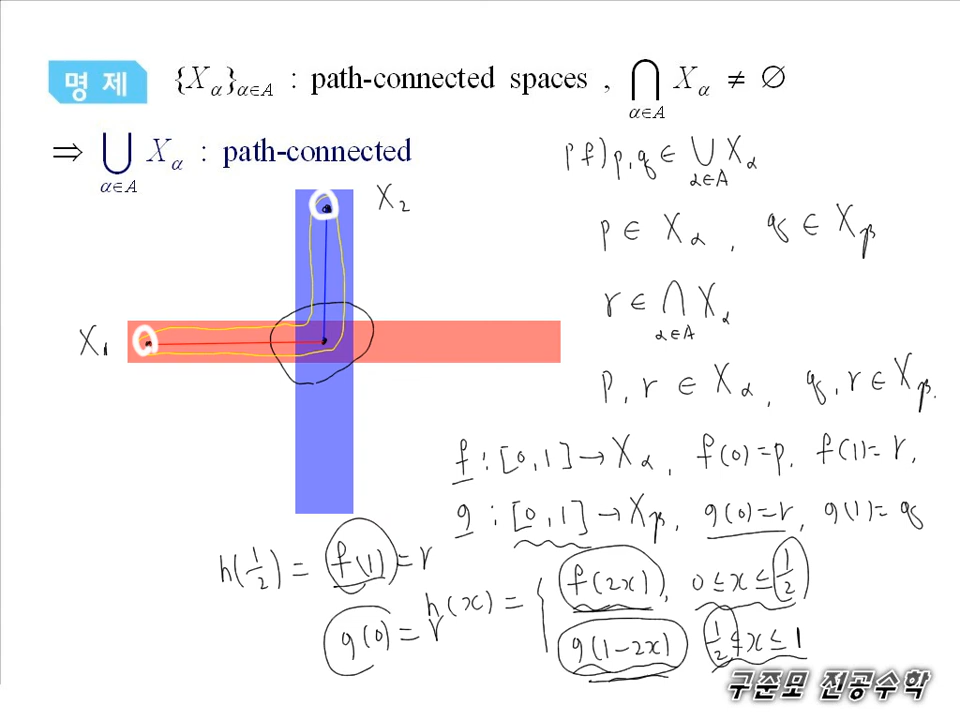 명 제 {X_α}_{α∈A} : path-connected spaces , ⋂_{α∈A} X_α ≠ ∅
⇒ ⋃_{α∈A} X_α : path-connected
pf) p, q ∈ ⋃_{α∈A} X_α
X₂
p ∈ X_α , q ∈ X_β
r ∈ ⋂_{α∈A} X_α
X₁
p, r ∈ X_α , q, r ∈ X_β.
f : [0, 1] → X_α , f(0) = p, f(1) = r,
g : [0, 1] → X_β, g(0) = r, g(1) = q
h(1/2) = f(1) = r
g(0) = r
h(x) = { f(2x), 0 ≤ x ≤ 1/2
g(1-2x) 1/2 ≤ x ≤ 1
구준모 전공수학